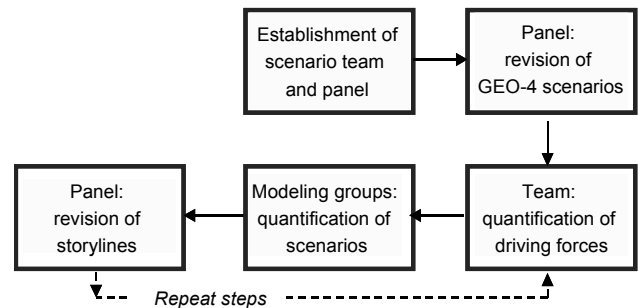 Establishment of
scenario team
and panel
Panel:
revision of
GEO-4 scenarios
Team:
quantification of
driving forces
Modeling groups:
quantification of
scenarios
Panel:
revision of
storylines
Repeat steps